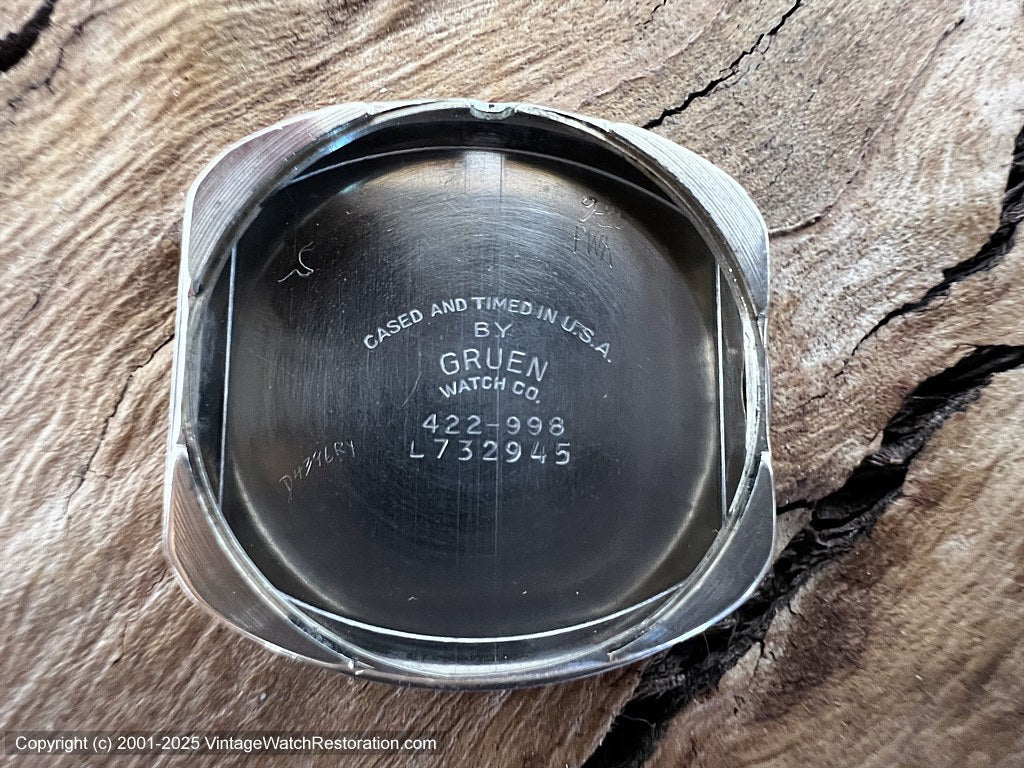 CASED AND TIMED IN U.S.A.
BY
GRUEN
WATCH CO.
422-998
L732945
Copyright (c) 2001-2025 VintageWatchRestoration.com